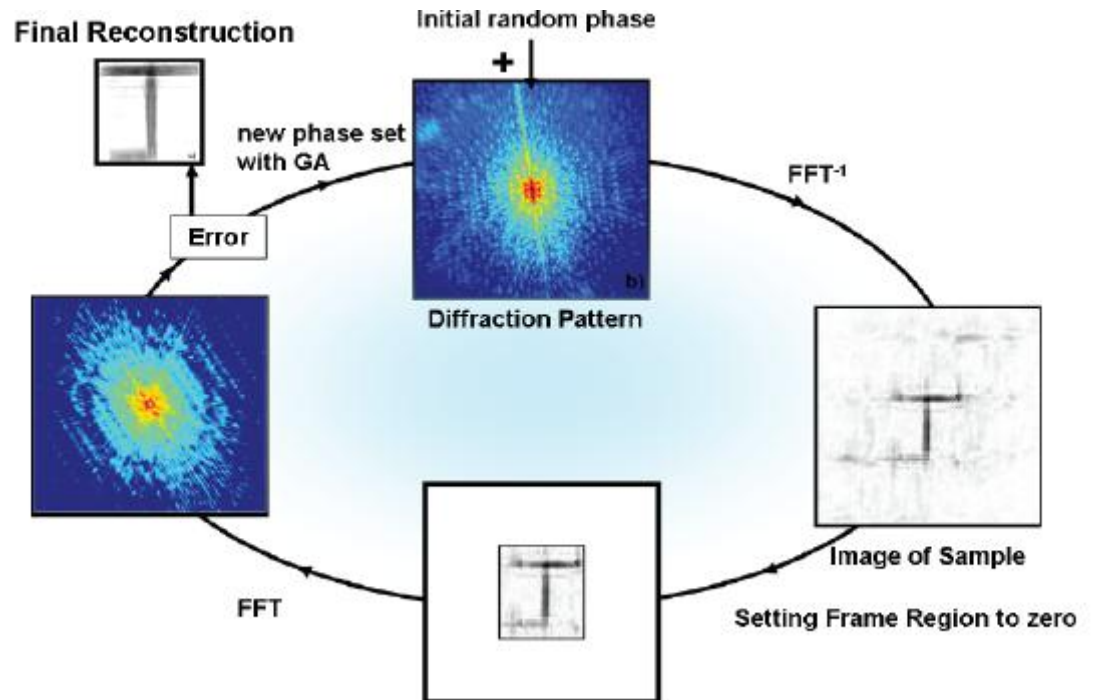 Final Reconstruction
Initial random phase
+
new phase set
with GA
FFT-1
Error
b)
Diffraction Pattern
Image of Sample
FFT
Setting Frame Region to zero